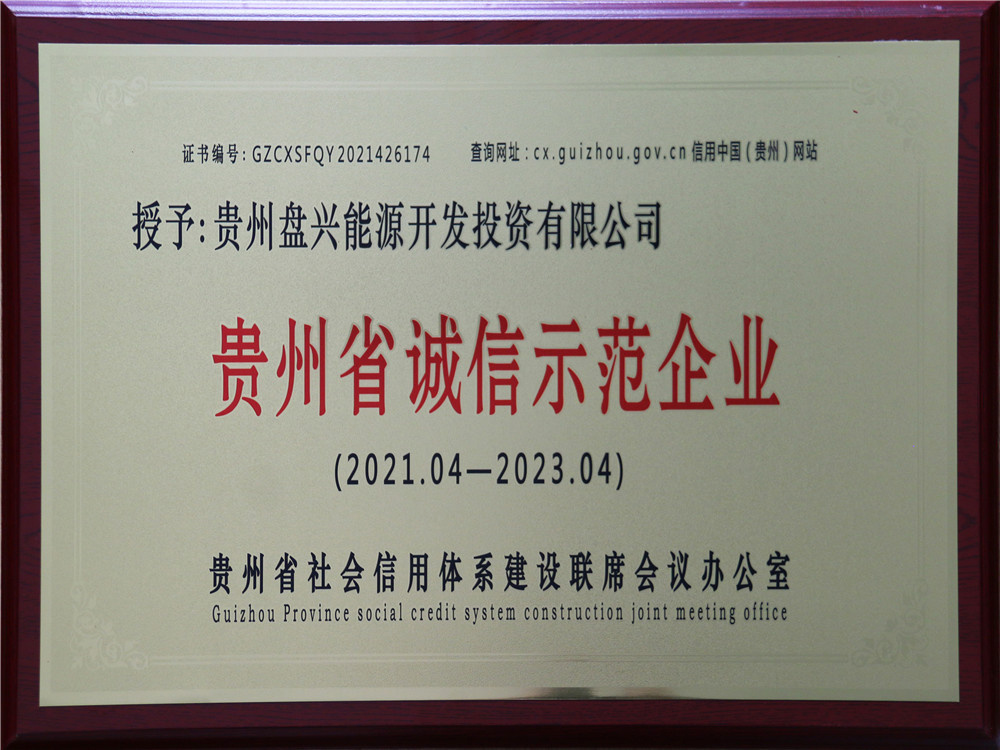 证书编号:GZCXSFQY2021426174 查询网址:cx.guizhou.gov.cn 信用中国(贵州)网站
授予:贵州盘兴能源开发投资有限公司
贵州省诚信示范企业
(2021.04—2023.04)
贵州省社会信用体系建设联席会议办公室
Guizhou Province social credit system construction joint meeting office